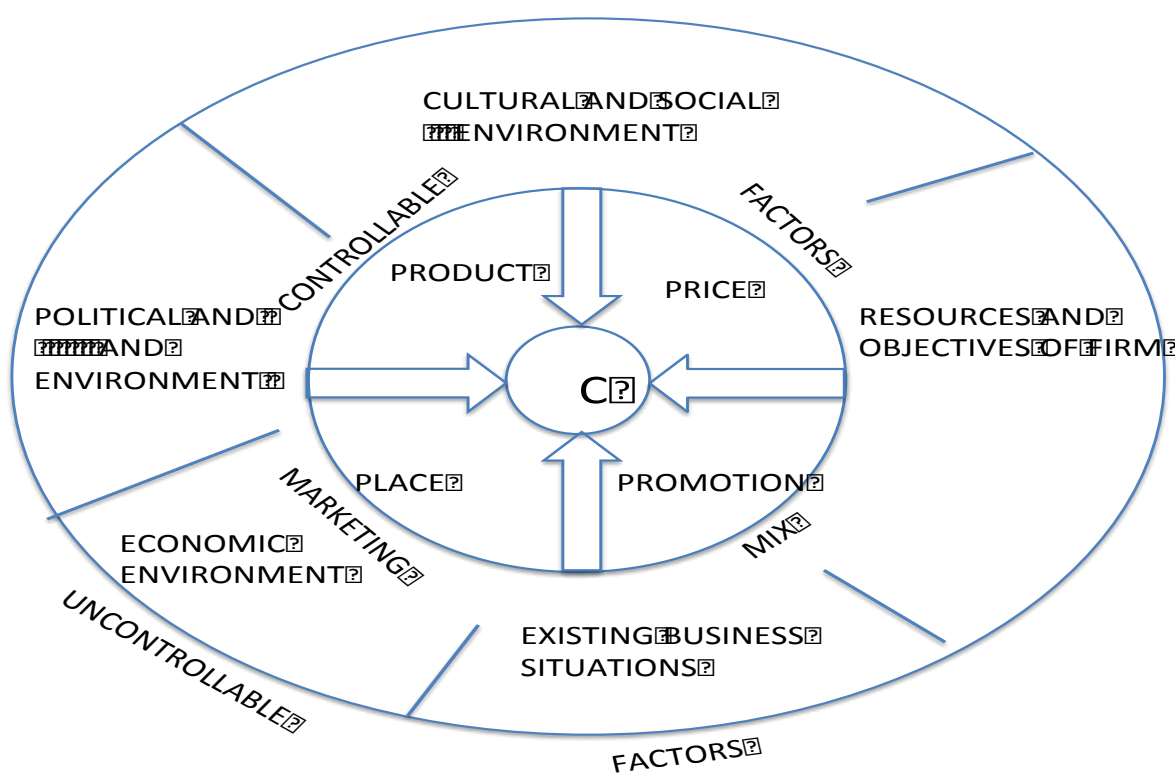 CULTURAL AND SOCIAL
ENVIRONMENT
CONTROLLABLE
FACTORS
PRODUCT
PRICE
POLITICAL AND
AND
ENVIRONMENT
RESOURCES AND
OBJECTIVES OF FIRM
C
PLACE
PROMOTION
MARKETING
MIX
ECONOMIC
ENVIRONMENT
EXISTING BUSINESS
SITUATIONS
UNCONTROLLABLE
FACTORS